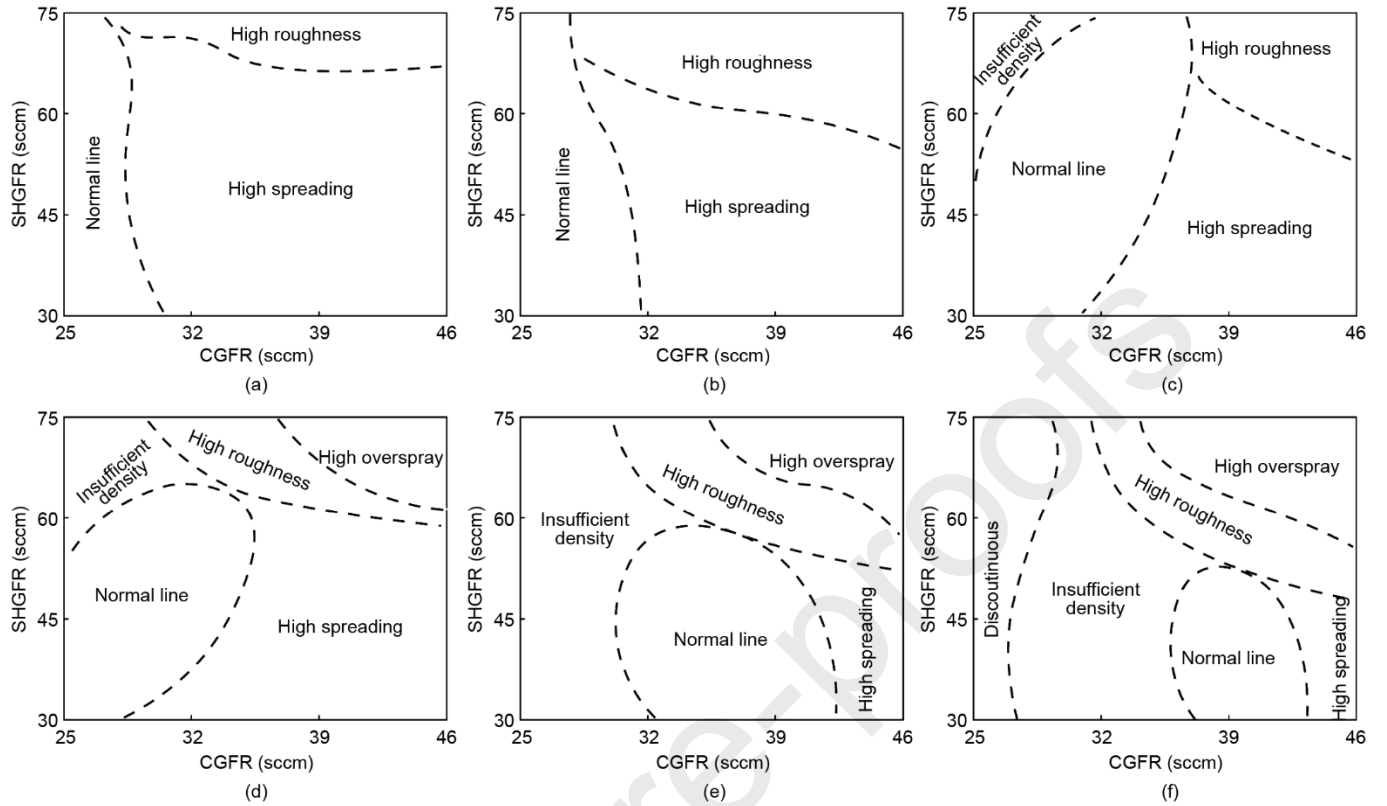 75
60
45
30
SHGFR (sccm)
High roughness
Normal line
High spreading
25
32
39
46
CGFR (sccm)
(a)
75
60
45
30
SHGFR (sccm)
High roughness
Normal line
High spreading
25
32
39
46
CGFR (sccm)
(b)
75
60
45
30
SHGFR (sccm)
Insufficient
density
High roughness
Normal line
High spreading
25
32
39
46
CGFR (sccm)
(c)
75
60
45
30
SHGFR (sccm)
Insufficient
density
High roughness
High overspray
Normal line
High spreading
25
32
39
46
CGFR (sccm)
(d)
75
60
45
30
SHGFR (sccm)
High overspray
High roughness
Insufficient
density
Normal line
High spreading
25
32
39
46
CGFR (sccm)
(e)
75
60
45
30
SHGFR (sccm)
High overspray
High roughness
Discoutinuous
Insufficient
density
Normal line
High spreading
25
32
39
46
CGFR (sccm)
(f)
re-proofs